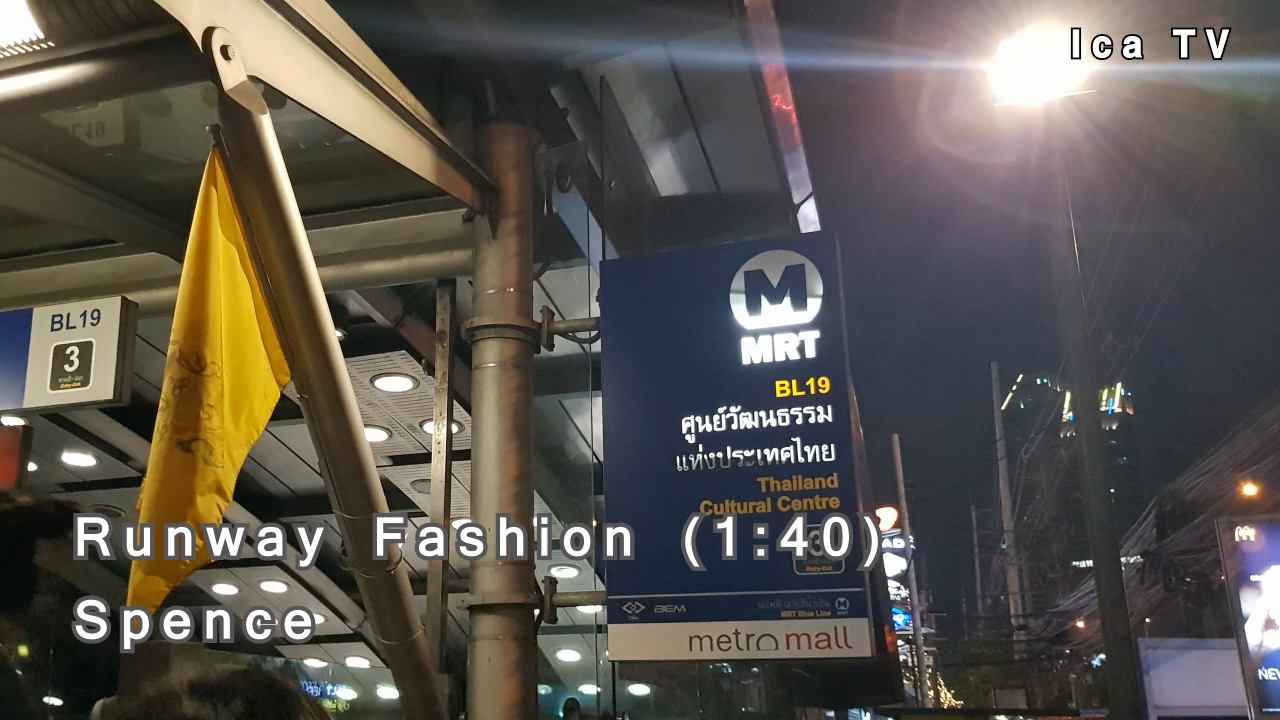 Ica TV
BL19
3
M
MRT
BL19
ศูนย์วัฒนธรรม
แห่งประเทศไทย
Thailand
Cultural Centre
Runway Fashion (1:40)
Spence
BEM
MRT Blue Line
metro mall